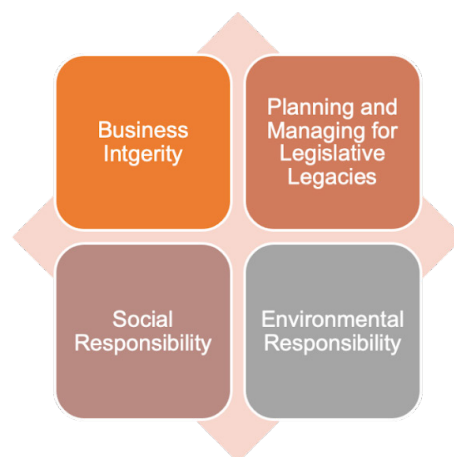 Business
Intgerity
Planning and
Managing for
Legislative
Legacies
Social
Responsibility
Environmental
Responsibility